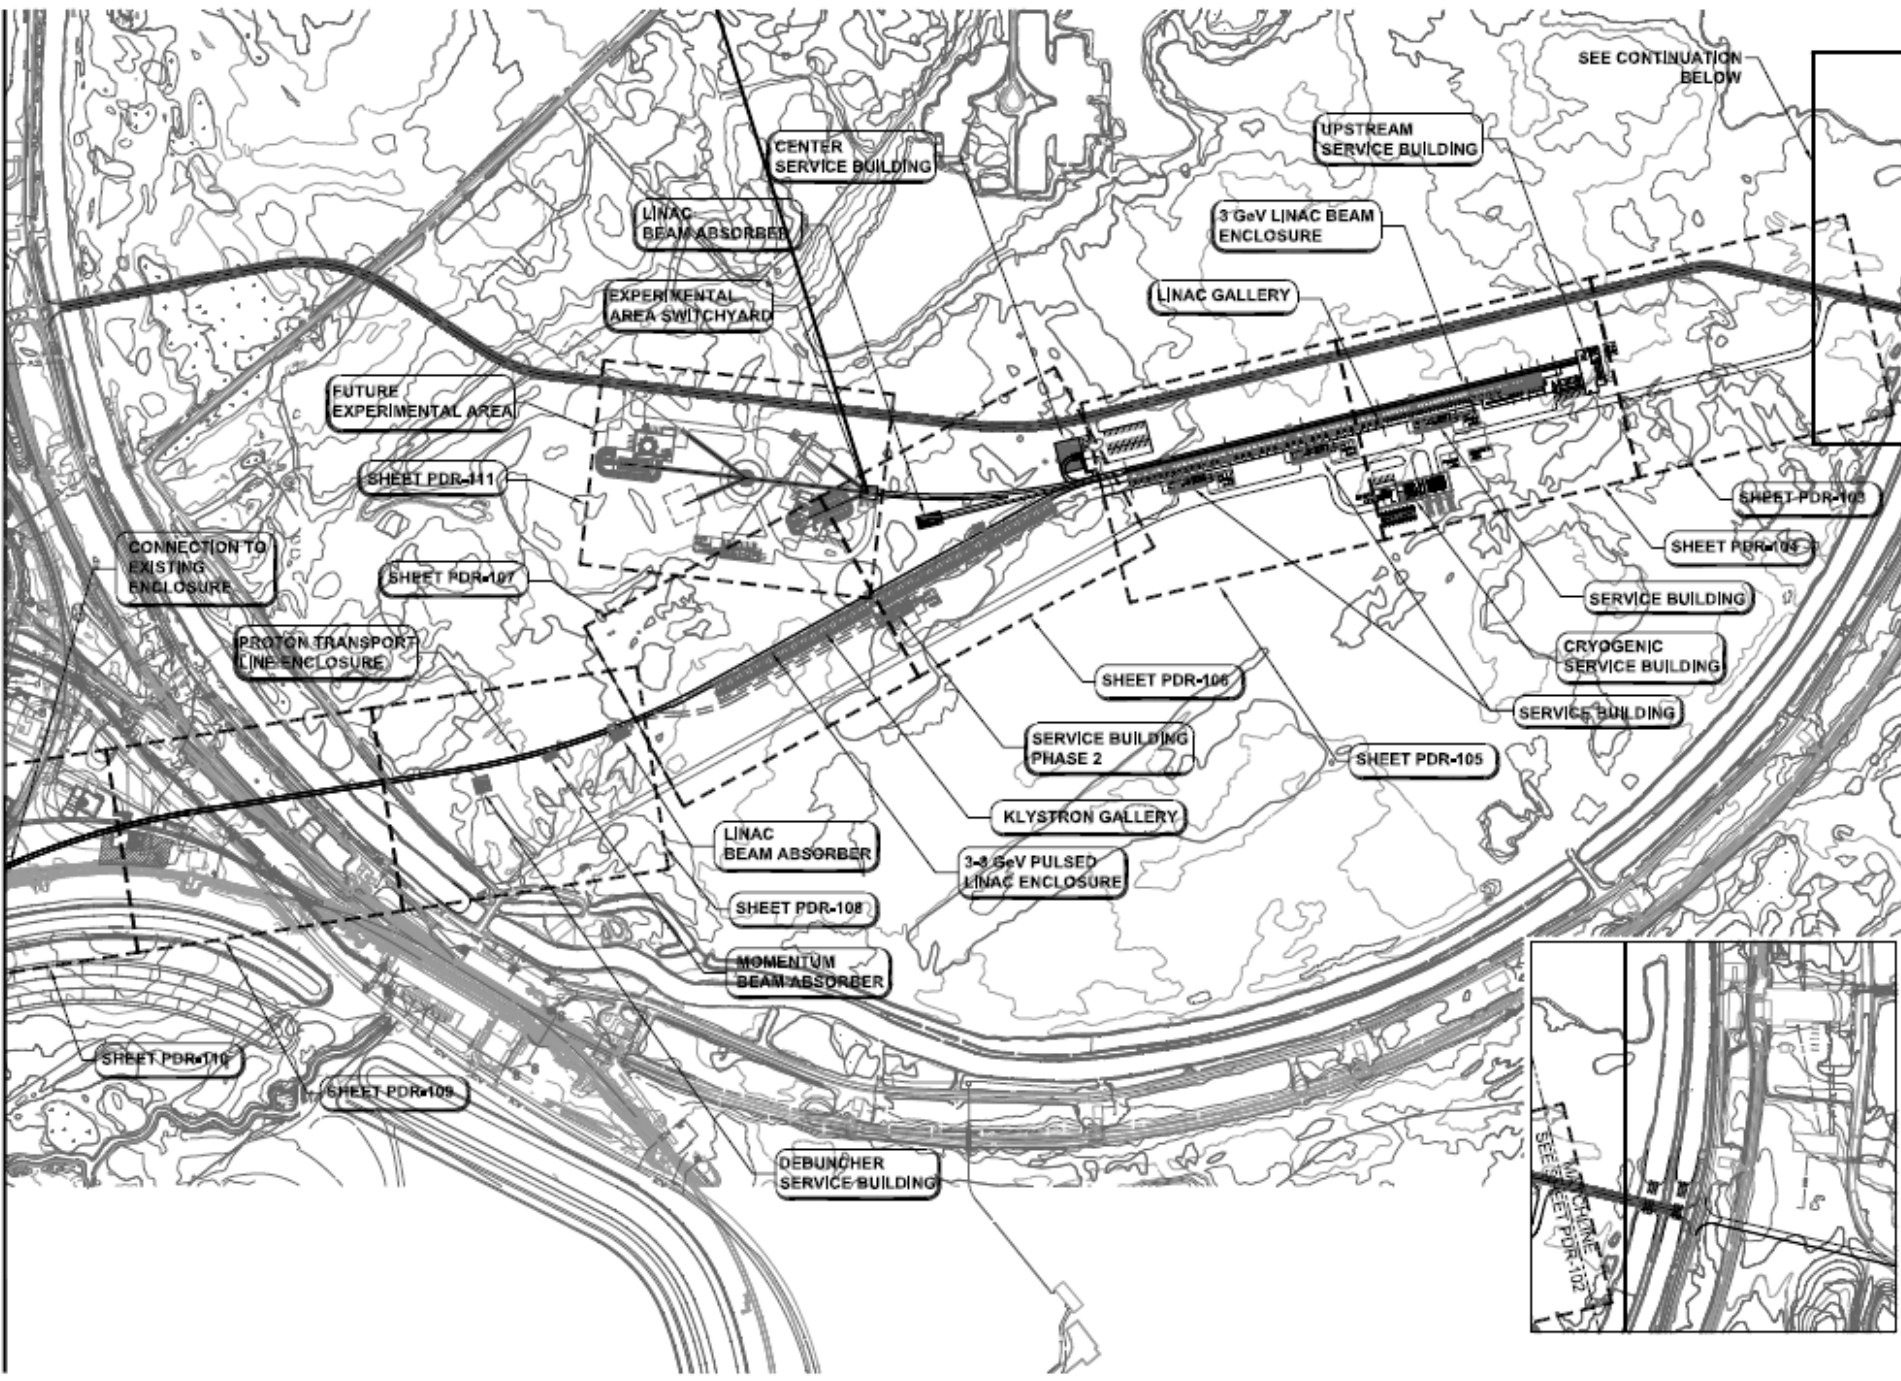 SEE CONTINUATION
BELOW
CENTER
SERVICE BUILDING
UPSTREAM
SERVICE BUILDING
LINAC
BEAM ABSORBER
3 GeV LINAC BEAM
ENCLOSURE
EXPERIMENTAL
AREA SWITCHYARD
LINAC GALLERY
FUTURE
EXPERIMENTAL AREA
SHEET PDR-111
SHEET PDR-103
CONNECTION TO
EXISTING
ENCLOSURE
SHEET PDR-104
SHEET PDR-107
SERVICE BUILDING
PROTON TRANSPORT
LINE ENCLOSURE
CRYOGENIC
SERVICE BUILDING
SHEET PDR-106
SERVICE BUILDING
SERVICE BUILDING
PHASE 2
SHEET PDR-105
KLYSTRON GALLERY
LINAC
BEAM ABSORBER
3-8 GeV PULSED
LINAC ENCLOSURE
SHEET PDR-108
MOMENTUM
BEAM ABSORBER
SHEET PDR-110
SHEET PDR-109
DEBUNCHER
SERVICE BUILDING
MATCHLINE
SEE SHEET PDR-102